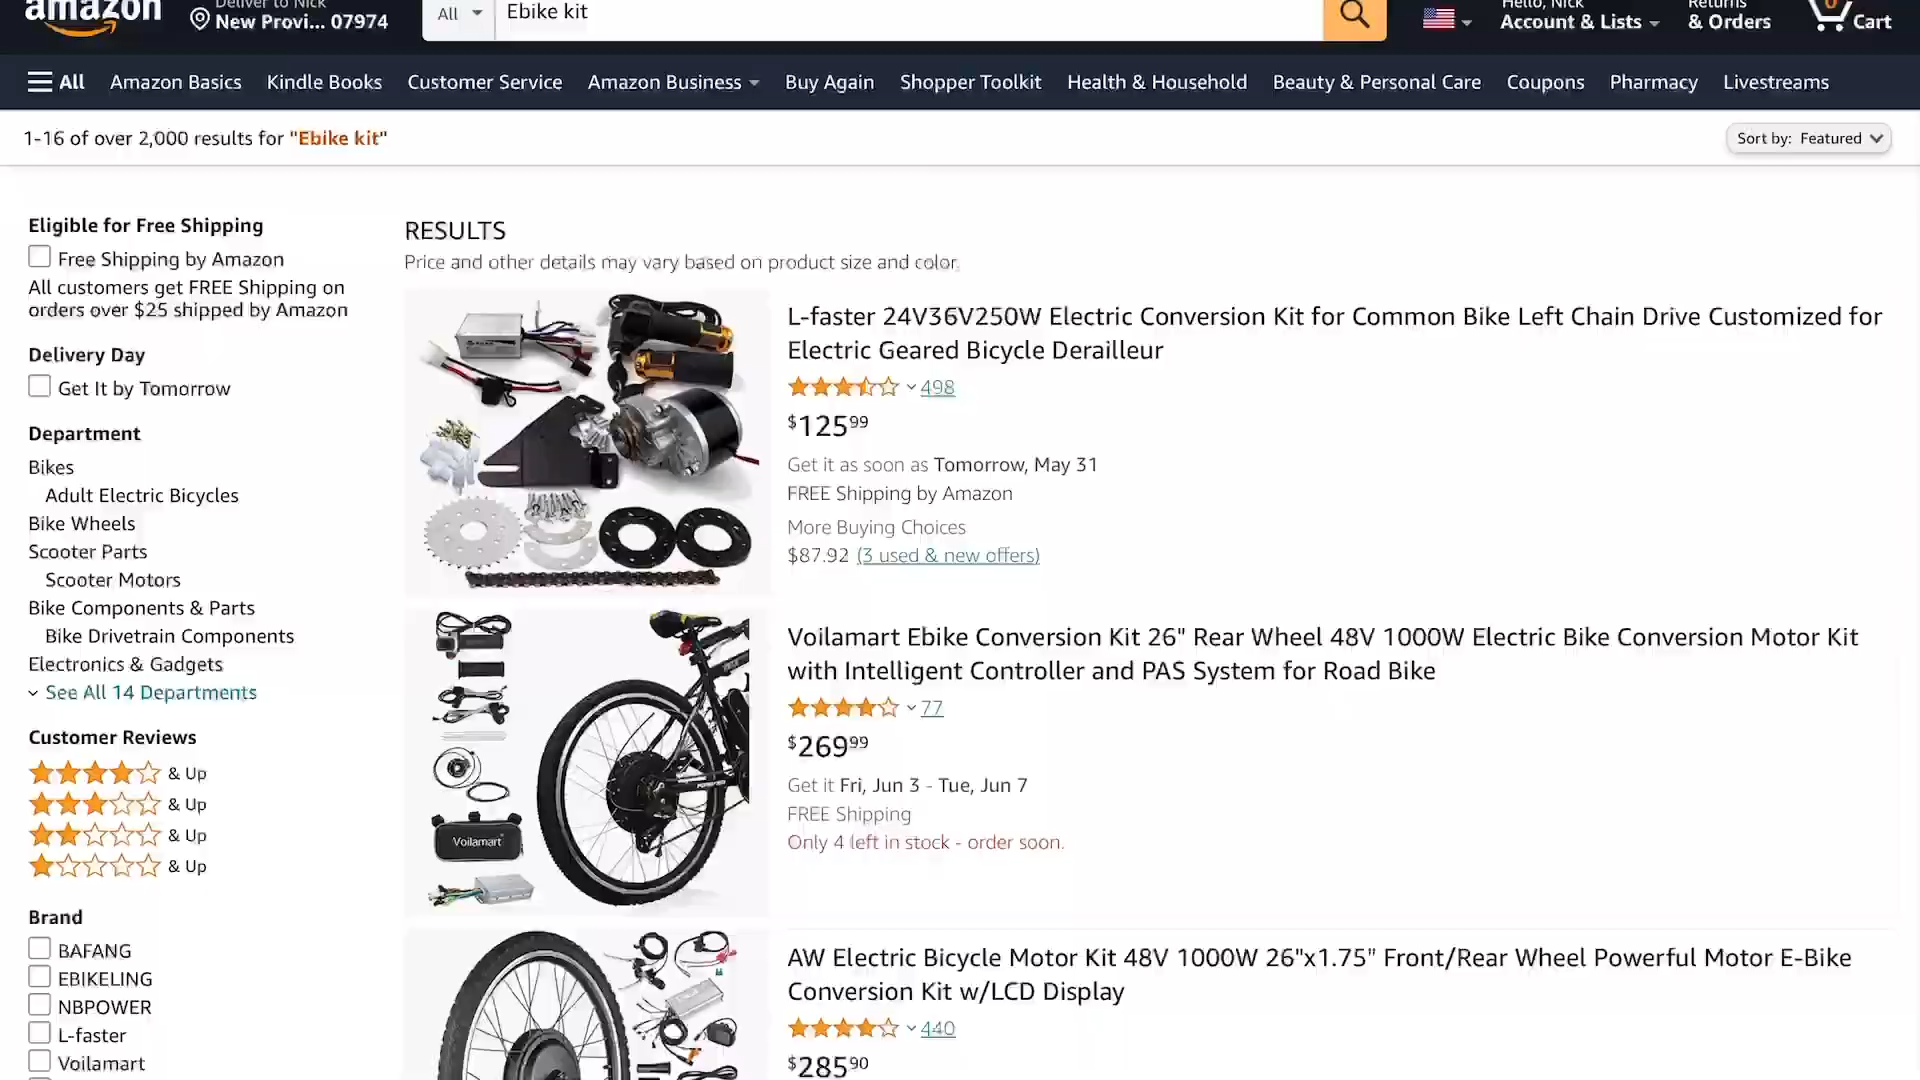 amazon
Deliver to Nick
New Provi... 07974
All
Ebike kit
Hello, Nick
Account & Lists
Returns
& Orders
0
Cart
All
Amazon Basics
Kindle Books
Customer Service
Amazon Business
Buy Again
Shopper Toolkit
Health & Household
Beauty & Personal Care
Coupons
Pharmacy
Livestreams
1-16 of over 2,000 results for "Ebike kit"
Sort by: Featured
Eligible for Free Shipping
Free Shipping by Amazon
All customers get FREE Shipping on
orders over $25 shipped by Amazon
Delivery Day
Get It by Tomorrow
Department
Bikes
Adult Electric Bicycles
Bike Wheels
Scooter Parts
Scooter Motors
Bike Components & Parts
Bike Drivetrain Components
Electronics & Gadgets
See All 14 Departments
Customer Reviews
& Up
& Up
& Up
& Up
Brand
BAFANG
EBIKELING
NBPOWER
L-faster
Voilamart
RESULTS
Price and other details may vary based on product size and color.
L-faster 24V36V250W Electric Conversion Kit for Common Bike Left Chain Drive Customized for
Electric Geared Bicycle Derailleur
498
$125.99
Get it as soon as Tomorrow, May 31
FREE Shipping by Amazon
More Buying Choices
$87.92 (3 used & new offers)
Voilamart
Voilamart Ebike Conversion Kit 26" Rear Wheel 48V 1000W Electric Bike Conversion Motor Kit
with Intelligent Controller and PAS System for Road Bike
77
$269.99
Get it Fri, Jun 3 - Tue, Jun 7
FREE Shipping
Only 4 left in stock - order soon.
AW Electric Bicycle Motor Kit 48V 1000W 26"x1.75" Front/Rear Wheel Powerful Motor E-Bike
Conversion Kit w/LCD Display
440
$285.90